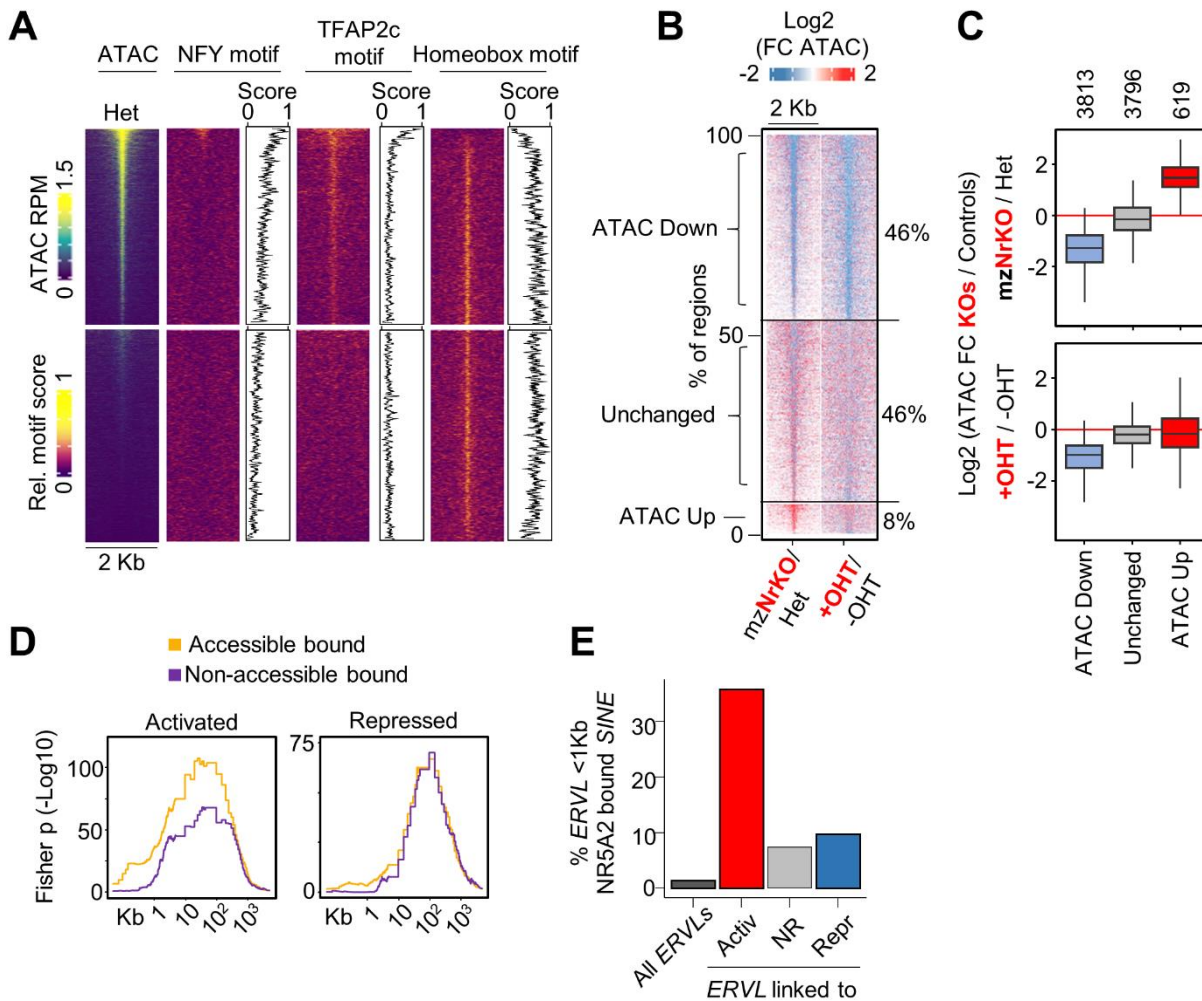 A
ATAC
NFY motif
TFAP2c
motif
Homeobox motif
Het
Score
0 1
Score
0 1
Score
0 1
ATAC RPM
0 1.5
Rel. motif score
0 1
2 Kb
B
Log2
(FC ATAC)
-2 2
2 Kb
100
50
0
% of regions
ATAC Down
Unchanged
ATAC Up
46%
46%
8%
mzNrKO/
Het
+OHT/
-OHT
C
3813
3796
619
Log2 (ATAC FC KOs / Controls)
mzNrKO / Het
2
0
-2
+OHT / -OHT
2
0
-2
ATAC Down
Unchanged
ATAC Up
D
Accessible bound
Non-accessible bound
Activated
Repressed
Fisher p (-Log10)
100
50
0
75
0
Kb 1 10 10² 10³
Kb 1 10 10² 10³
E
% ERVL <1Kb
NR5A2 bound SINE
30
20
10
0
All ERVLs
Activ
NR
Repr
ERVL linked to